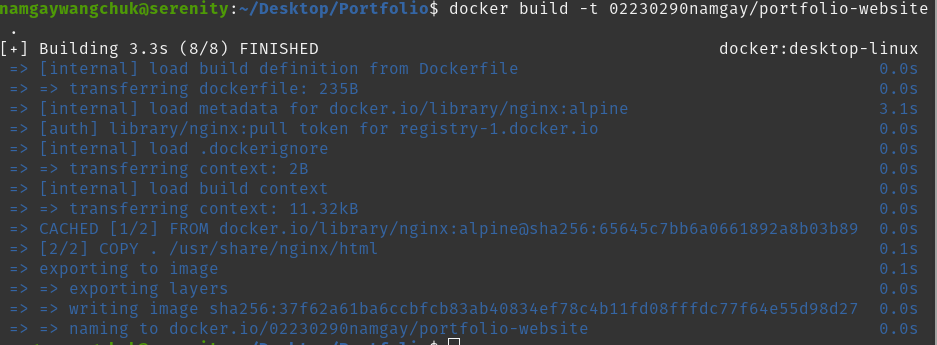 namgaywangchuk@serenity:~/Desktop/Portfolio$ docker build -t 02230290namgay/portfolio-website
.
[+] Building 3.3s (8/8) FINISHED docker:desktop-linux
=> [internal] load build definition from Dockerfile 0.0s
=> => transferring dockerfile: 235B 0.0s
=> [internal] load metadata for docker.io/library/nginx:alpine 3.1s
=> [auth] library/nginx:pull token for registry-1.docker.io 0.0s
=> [internal] load .dockerignore 0.0s
=> => transferring context: 2B 0.0s
=> [internal] load build context 0.0s
=> => transferring context: 11.32kB 0.0s
=> CACHED [1/2] FROM docker.io/library/nginx:alpine@sha256:65645c7bb6a0661892a8b03b89 0.0s
=> [2/2] COPY . /usr/share/nginx/html 0.1s
=> exporting to image 0.1s
=> => exporting layers 0.0s
=> => writing image sha256:37f62a61ba6ccbfcb83ab40834ef78c4b11fd08fffdc77f64e55d98d27 0.0s
=> => naming to docker.io/02230290namgay/portfolio-website 0.0s
namgaywangchuk@serenity:~/Desktop/Portfolio$